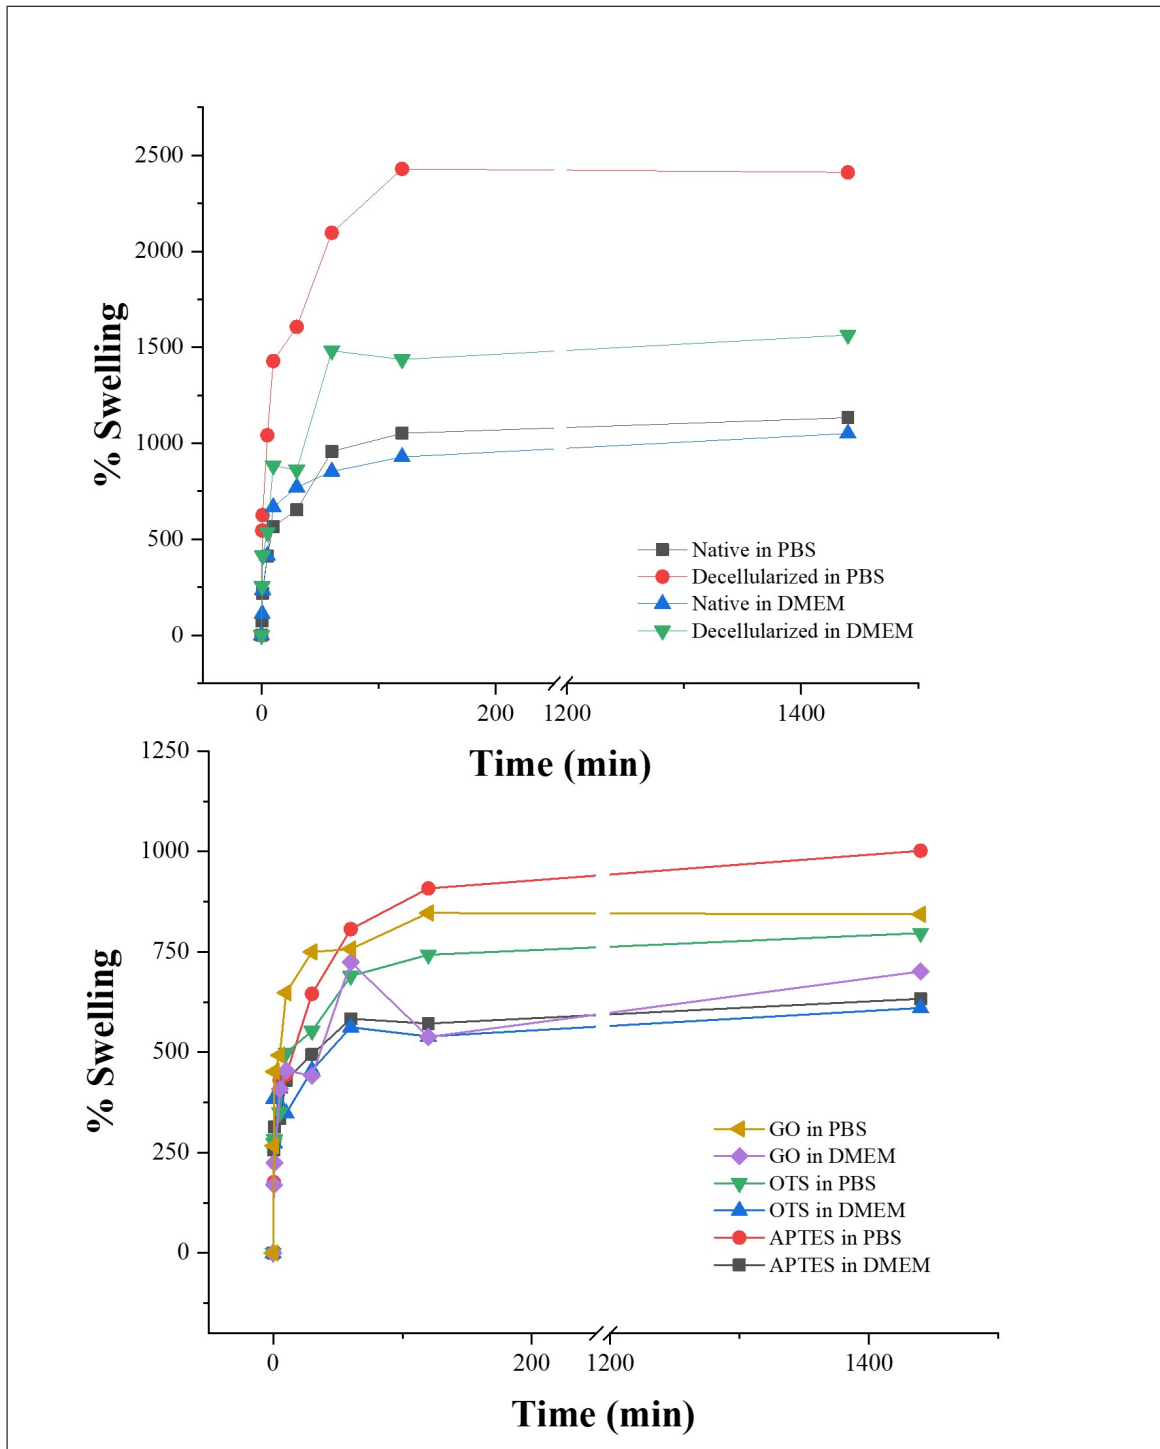 2500
2000
1500
1000
500
0
% Swelling
Native in PBS
Decellularized in PBS
Native in DMEM
Decellularized in DMEM
0 200 1200 1400
Time (min)
1250
1000
750
500
250
0
% Swelling
GO in PBS
GO in DMEM
OTS in PBS
OTS in DMEM
APTES in PBS
APTES in DMEM
0 200 1200 1400
Time (min)